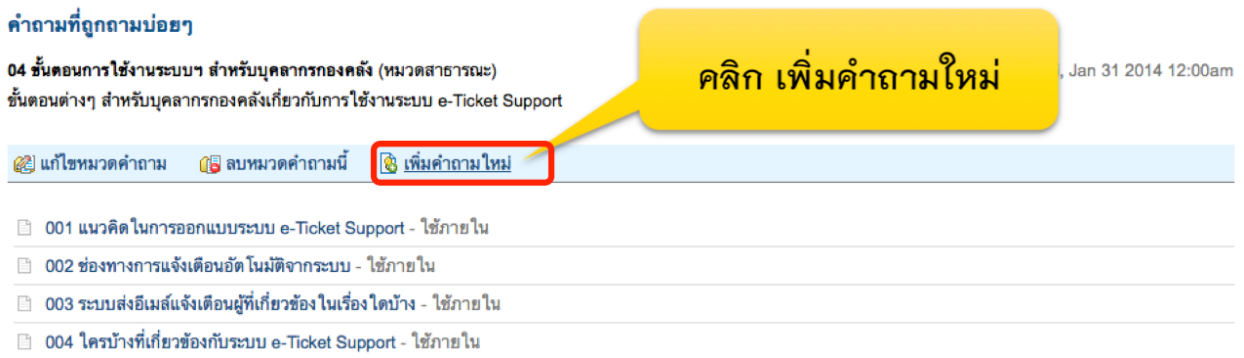 คำถามที่ถูกถามบ่อยๆ
04 ขั้นตอนการใช้งานระบบฯ สำหรับบุคลากรกองคลัง (หมวดสาธารณะ)
, Jan 31 2014 12:00am
ขั้นตอนต่างๆ สำหรับบุคลากรกองคลังเกี่ยวกับการใช้งานระบบ e-Ticket Support
คลิก เพิ่มคำถามใหม่
แก้ไขหมวดคำถาม ลบหมวดคำถามนี้ เพิ่มคำถามใหม่
001 แนวคิดในการออกแบบระบบ e-Ticket Support - ใช้ภายใน
002 ช่องทางการแจ้งเตือนอัตโนมัติจากระบบ - ใช้ภายใน
003 ระบบส่งอีเมล์แจ้งเตือนผู้ที่เกี่ยวข้องในเรื่องใดบ้าง - ใช้ภายใน
004 ใครบ้างที่เกี่ยวข้องกับระบบ e-Ticket Support - ใช้ภายใน